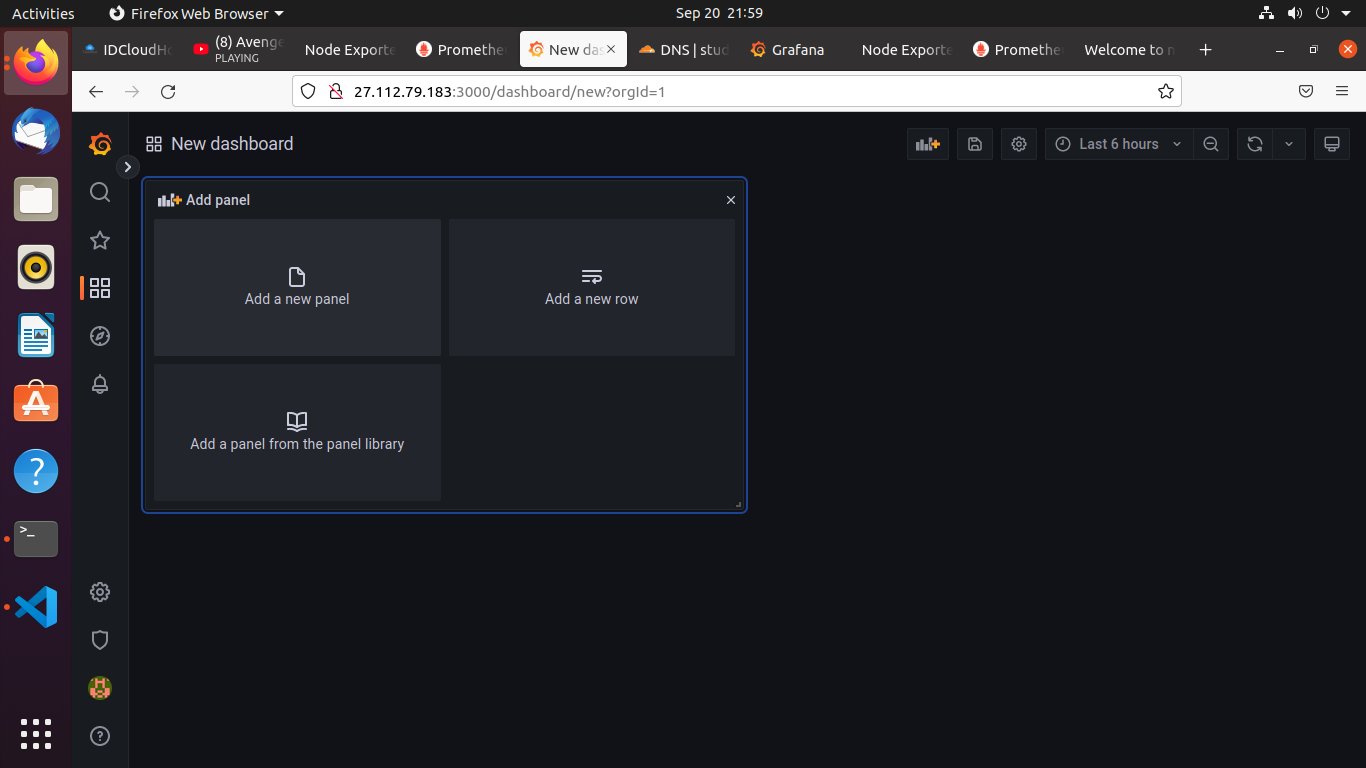 Activities
Firefox Web Browser
Sep 20 21:59
IDCloudHo
(8) Avenge
PLAYING
Node Exporte
Promethe
New das
DNS | stud
Grafana
Node Exporte
Promethe
Welcome to n
27.112.79.183:3000/dashboard/new?orgId=1
New dashboard
Last 6 hours
Add panel
Add a new panel
Add a new row
Add a panel from the panel library